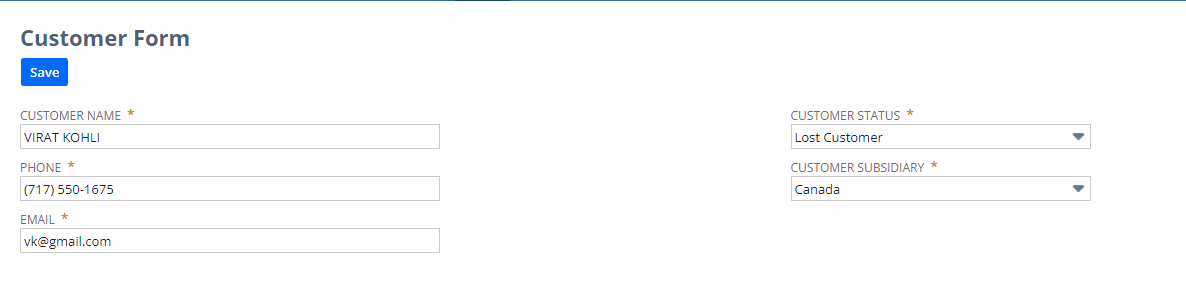 Customer Form
Save
CUSTOMER NAME *
VIRAT KOHLI
PHONE *
(717) 550-1675
EMAIL *
vk@gmail.com
CUSTOMER STATUS *
Lost Customer
CUSTOMER SUBSIDIARY *
Canada